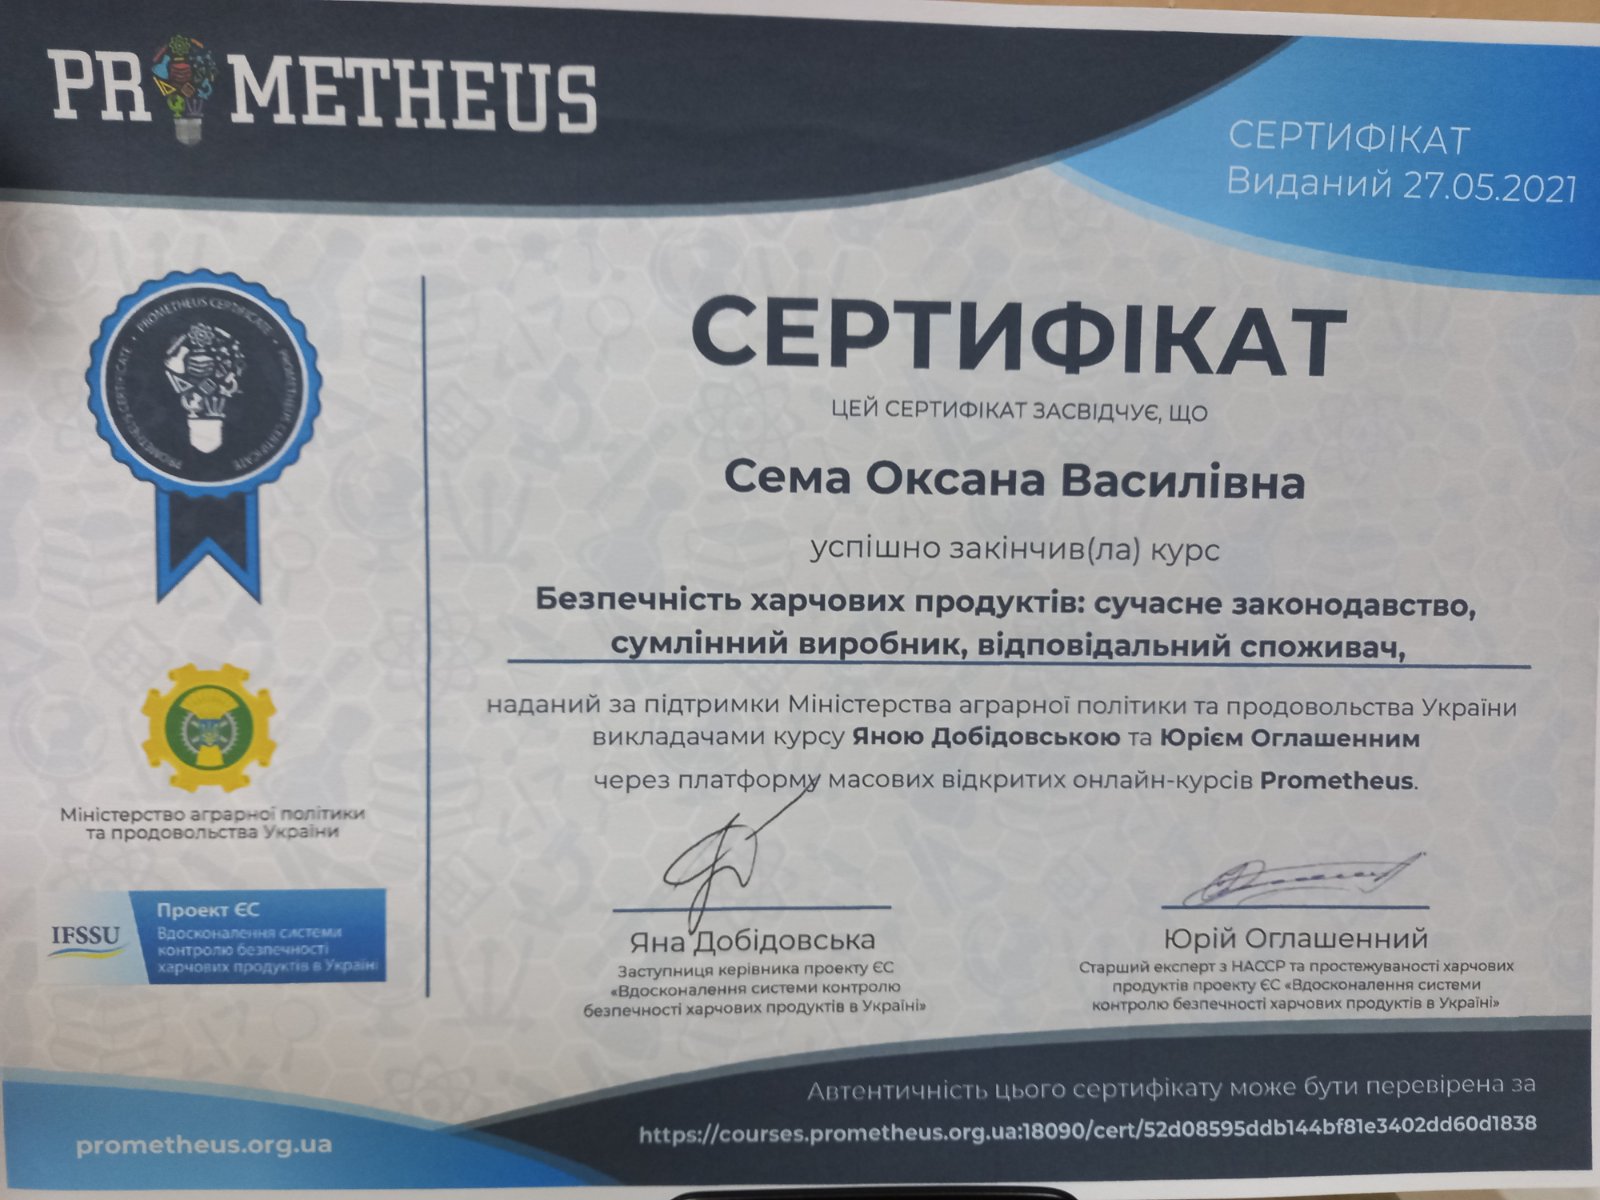 PROMETHEUS
СЕРТИФІКАТ
Виданий 27.05.2021
PROMETHEUS CERTIFICATE • PROMETHEUS CERTIFICATE • PROMETHEUS CERTIFICATE •
СЕРТИФІКАТ
ЦЕЙ СЕРТИФІКАТ ЗАСВІДЧУЄ, ЩО
Сема Оксана Василівна
успішно закінчив(ла) курс
Безпечність харчових продуктів: сучасне законодавство,
сумлінний виробник, відповідальний споживач,
наданий за підтримки Міністерства аграрної політики та продовольства України
викладачами курсу Яною Добідовською та Юрієм Оглашенним
через платформу масових відкритих онлайн-курсів Prometheus.
Міністерство аграрної політики
та продовольства України
IFSSU
Проект ЄС
Вдосконалення системи
контролю безпечності
харчових продуктів в Україні
Яна Добідовська
Заступниця керівника проекту ЄС
«Вдосконалення системи контролю
безпечності харчових продуктів в Україні»
Юрій Оглашенний
Старший експерт з НАССР та простежуваності харчових
продуктів проекту ЄС «Вдосконалення системи
контролю безпечності харчових продуктів в Україні»
Автентичність цього сертифікату може бути перевірена за
https://courses.prometheus.org.ua:18090/cert/52d08595ddb144bf81e3402dd60d1838
prometheus.org.ua